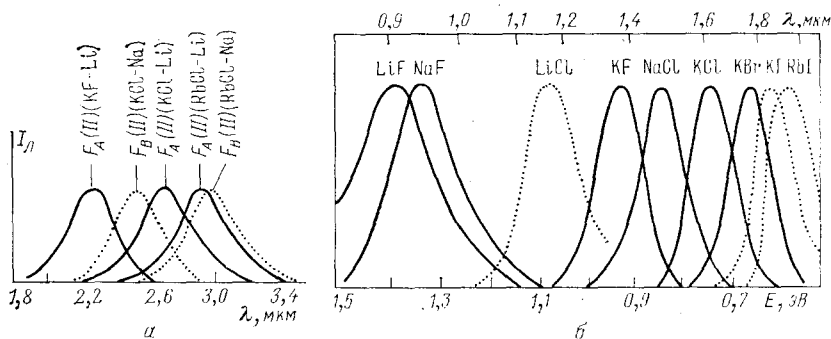 I_Л
F_A(II)(KF-Li)
F_B(II)(KCl-Na)
F_A(II)(KCl-Li)
F_A(II)(RbCl-Li)
F_B(II)(RbCl-Na)
1,8 2,2 2,6 3,0 3,4
λ, мкм
а
0,9 1,0 1,1 1,2 1,4 1,6 1,8 λ, мкм
LiF NaF LiCl KF NaCl KCl KBr KI RbI
1,5 1,3 1,1 0,9 0,7 E, эВ
б